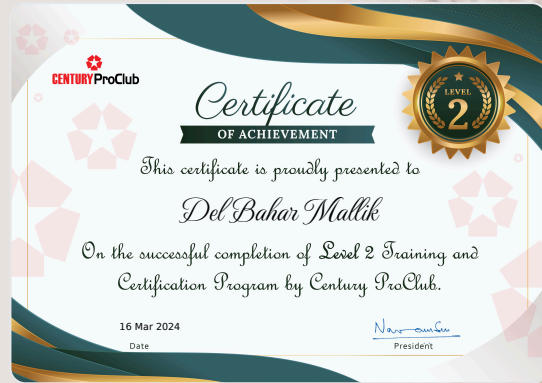 CENTURY ProClub
LEVEL
2
Certificate
OF ACHIEVEMENT
This certificate is proudly presented to
Del Bahar Mallik
On the successful completion of Level 2 Training and
Certification Program by Century ProClub.
16 Mar 2024
Date
President